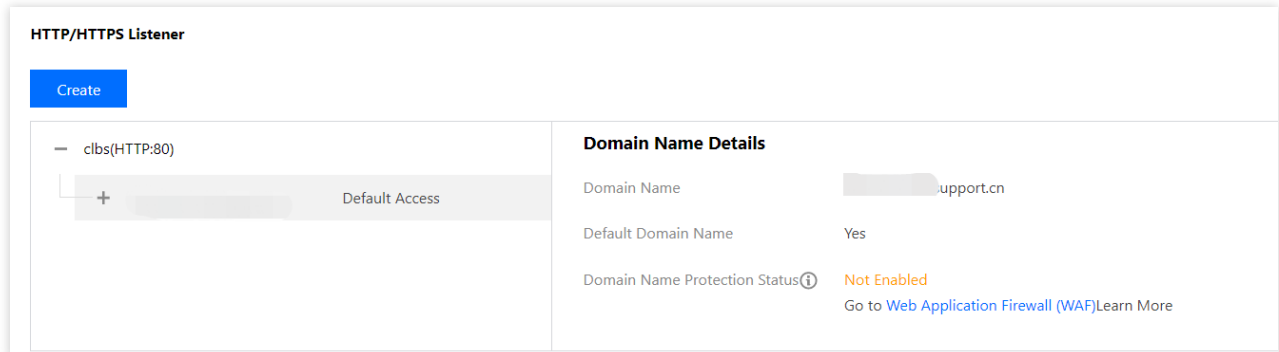 HTTP/HTTPS Listener
Create
clbs(HTTP:80)
Default Access
Domain Name Details
Domain Name upport.cn
Default Domain Name Yes
Domain Name Protection Status Not Enabled
Go to Web Application Firewall (WAF)Learn More